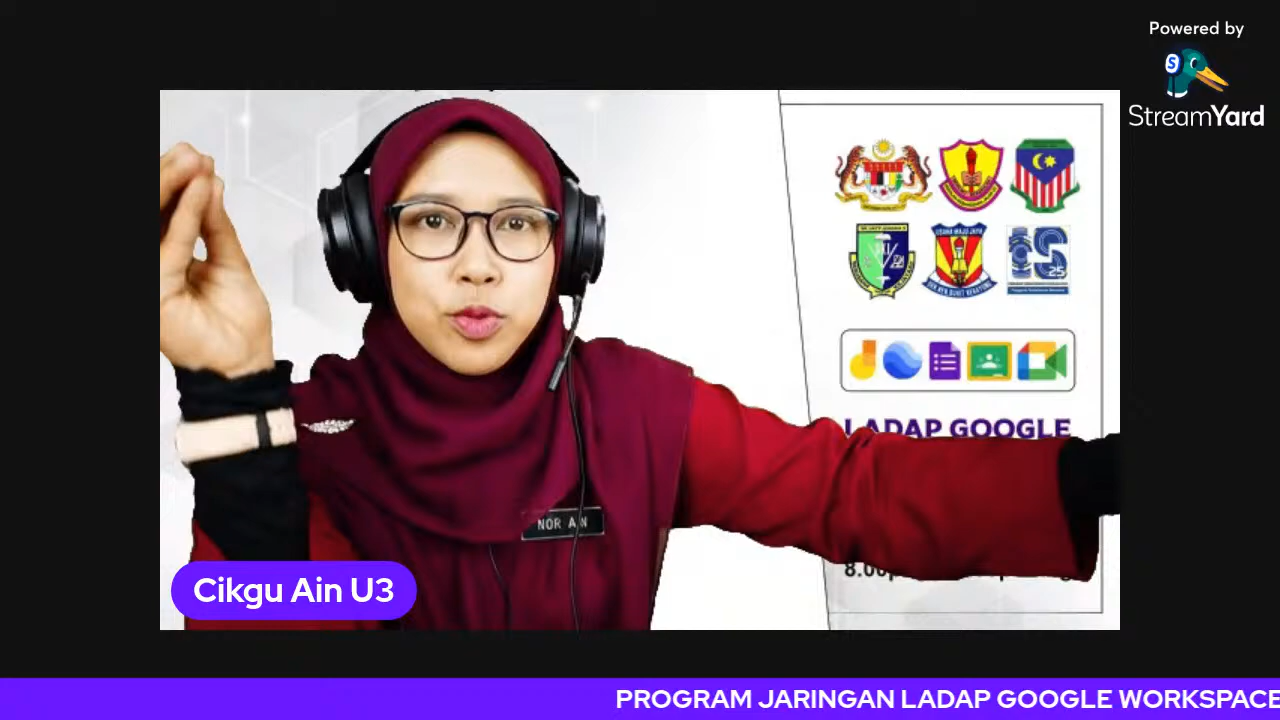 Powered by
StreamYard
LADAP GOOGLE
NOR AIN
Cikgu Ain U3
PROGRAM JARINGAN LADAP GOOGLE WORKSPACE